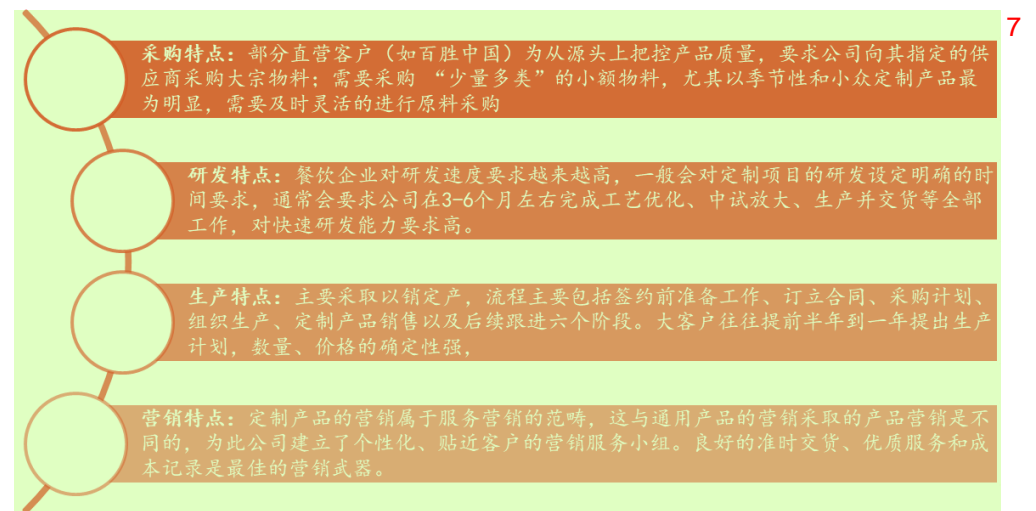 7
采购特点：部分直营客户（如百胜中国）为从源头上把控产品质量，要求公司向其指定的供
应商采购大宗物料；需要采购 “少量多类”的小额物料，尤其以季节性和小众定制产品最
为明显，需要及时灵活的进行原料采购
研发特点：餐饮企业对研发速度要求越来越高，一般会对定制项目的研发设定明确的时
间要求，通常会要求公司在3-6个月左右完成工艺优化、中试放大、生产并交货等全部
工作，对快速研发能力要求高。
生产特点：主要采取以销定产，流程主要包括签约前准备工作、订立合同、采购计划、
组织生产、定制产品销售以及后续跟进六个阶段。大客户往往提前半年到一年提出生产
计划，数量、价格的确定性强，
营销特点：定制产品的营销属于服务营销的范畴，这与通用产品的营销采取的产品营销是不
同的，为此公司建立了个性化、贴近客户的营销服务小组。良好的准时交货、优质服务和成
本记录是最佳的营销武器。